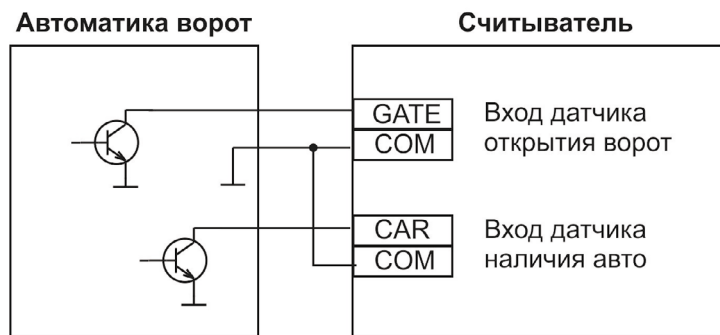 Автоматика ворот
Считыватель
GATE
Вход датчика
COM
открытия ворот
CAR
Вход датчика
COM
наличия авто